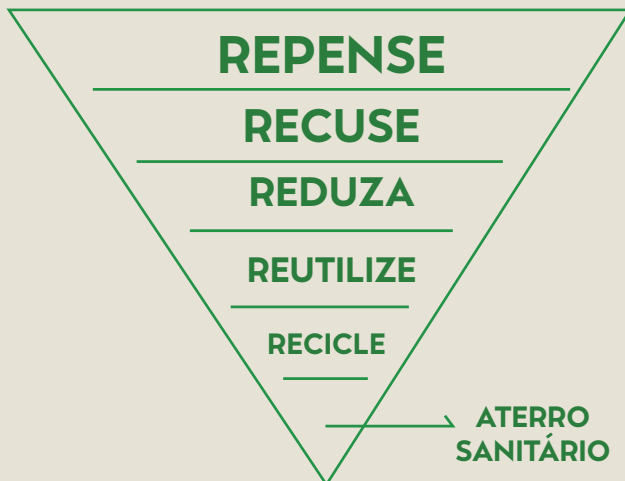 REPENSE
RECUSE
REDUZA
REUTILIZE
RECICLE
ATERRO
SANITÁRIO